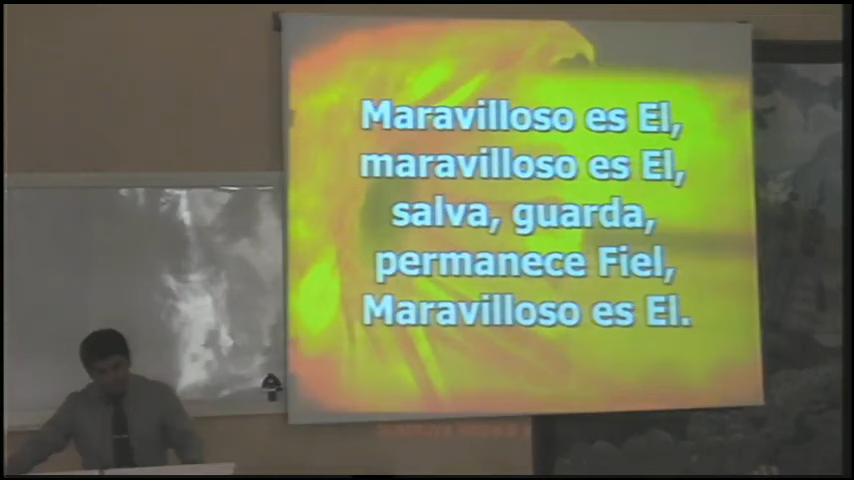 Maravilloso es El,
maravilloso es El,
salva, guarda,
permanece Fiel,
Maravilloso es El.